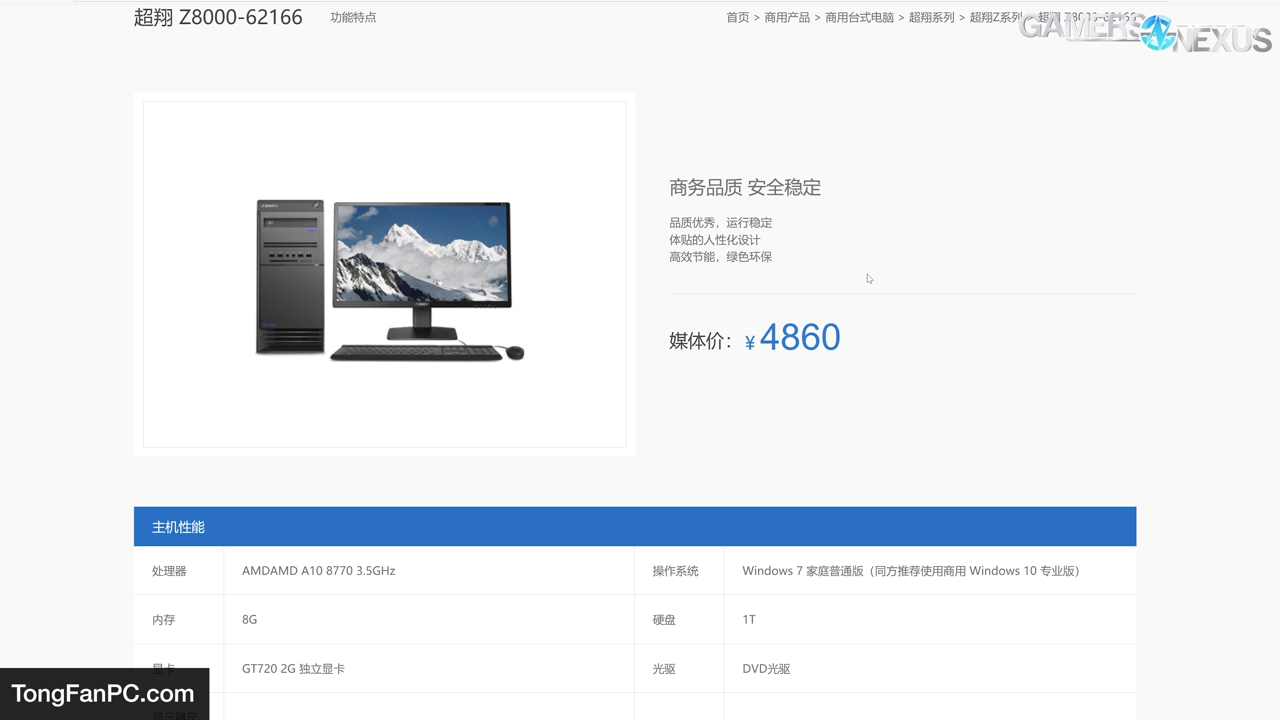 超翔 Z8000-62166 功能特点
首页 > 商用产品 > 商用台式电脑 > 超翔系列 > 超翔Z系列 > 超翔 Z8000-62166
GAMERS NEXUS
商务品质 安全稳定
品质优秀，运行稳定
体贴的人性化设计
高效节能，绿色环保
媒体价：¥4860
主机性能
处理器 AMDAMD A10 8770 3.5GHz 操作系统 Windows 7 家庭普通版（同方推荐使用商用 Windows 10 专业版）
内存 8G 硬盘 1T
显卡 GT720 2G 独立显卡 光驱 DVD光驱
TongFanPC.com